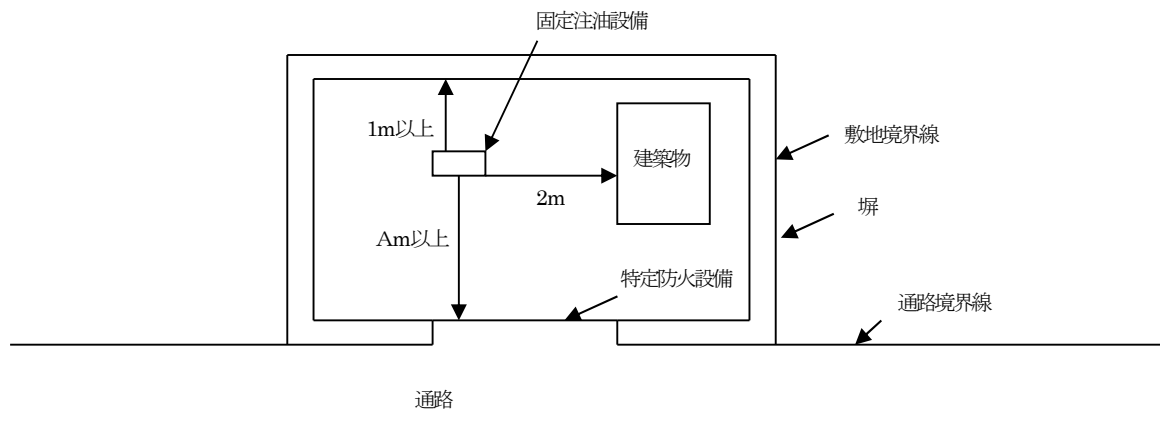 固定注油設備
1m以上
建築物
敷地境界線
2m
塀
Am以上
特定防火設備
通路境界線
通路